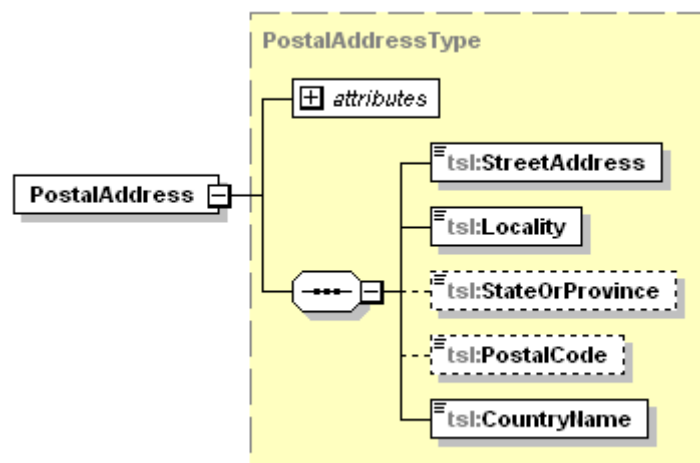 PostalAddressType
attributes
tsl:StreetAddress
PostalAddress
tsl:Locality
tsl:StateOrProvince
tsl:PostalCode
tsl:CountryName